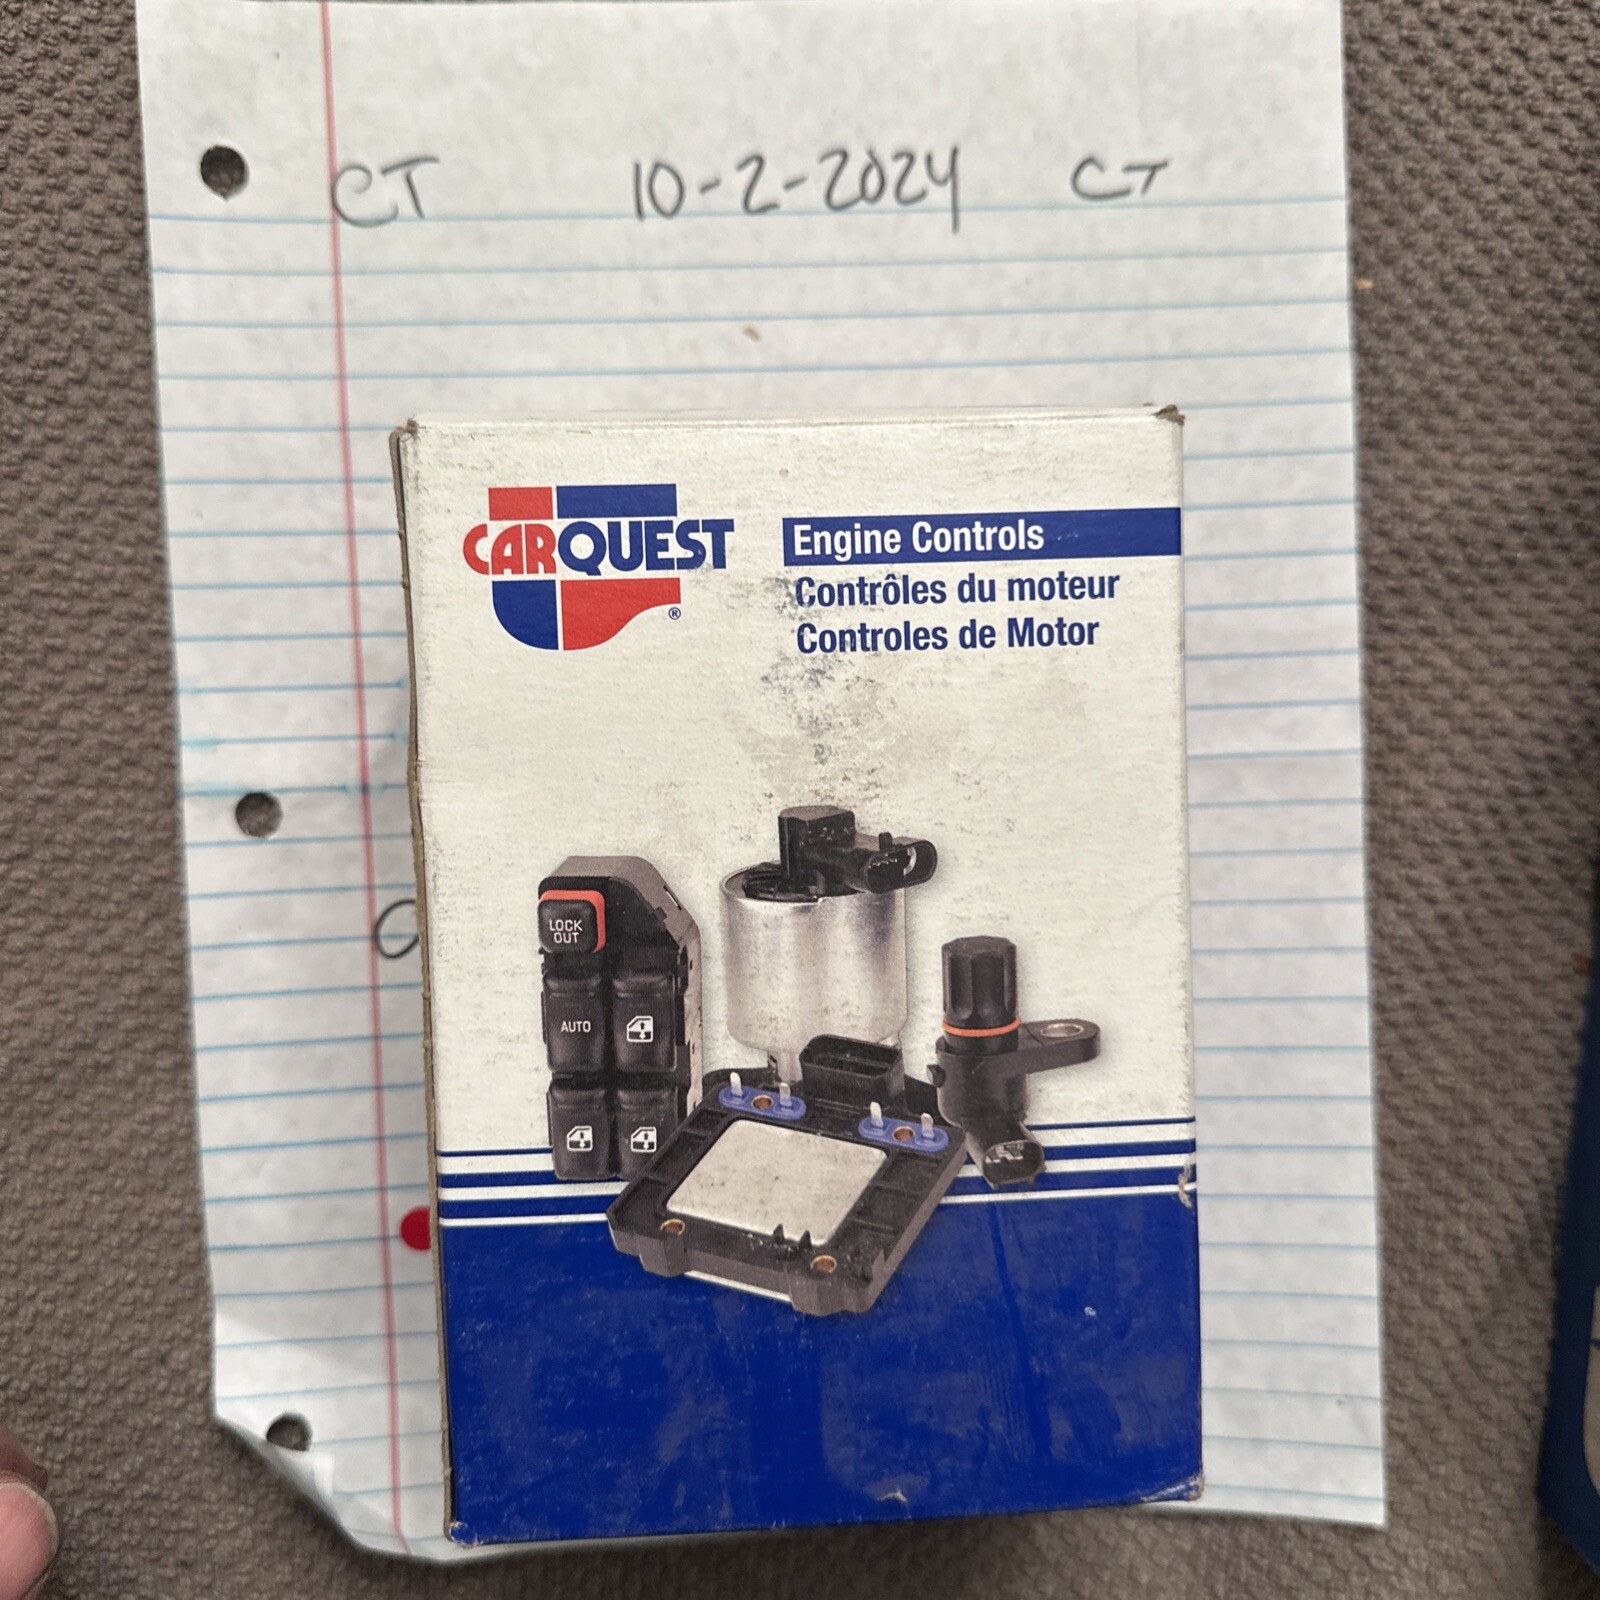 CT 10-2-2024 CT
CARQUEST
®
Engine Controls
Contrôles du moteur
Controles de Motor
LOCK
OUT
AUTO